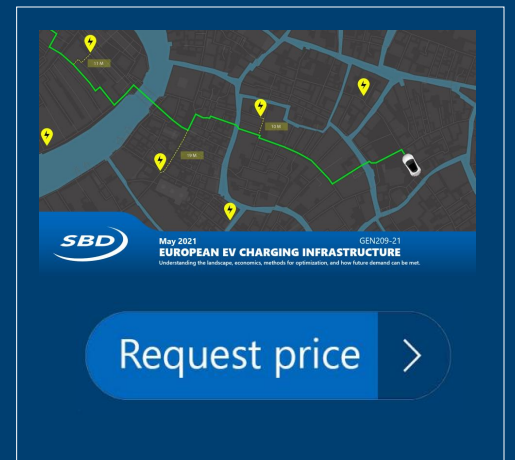 SBD
May 2021
GEN209-21
EUROPEAN EV CHARGING INFRASTRUCTURE
Understanding the landscape, economics, methods for optimization, and how future demand can be met.
Request price